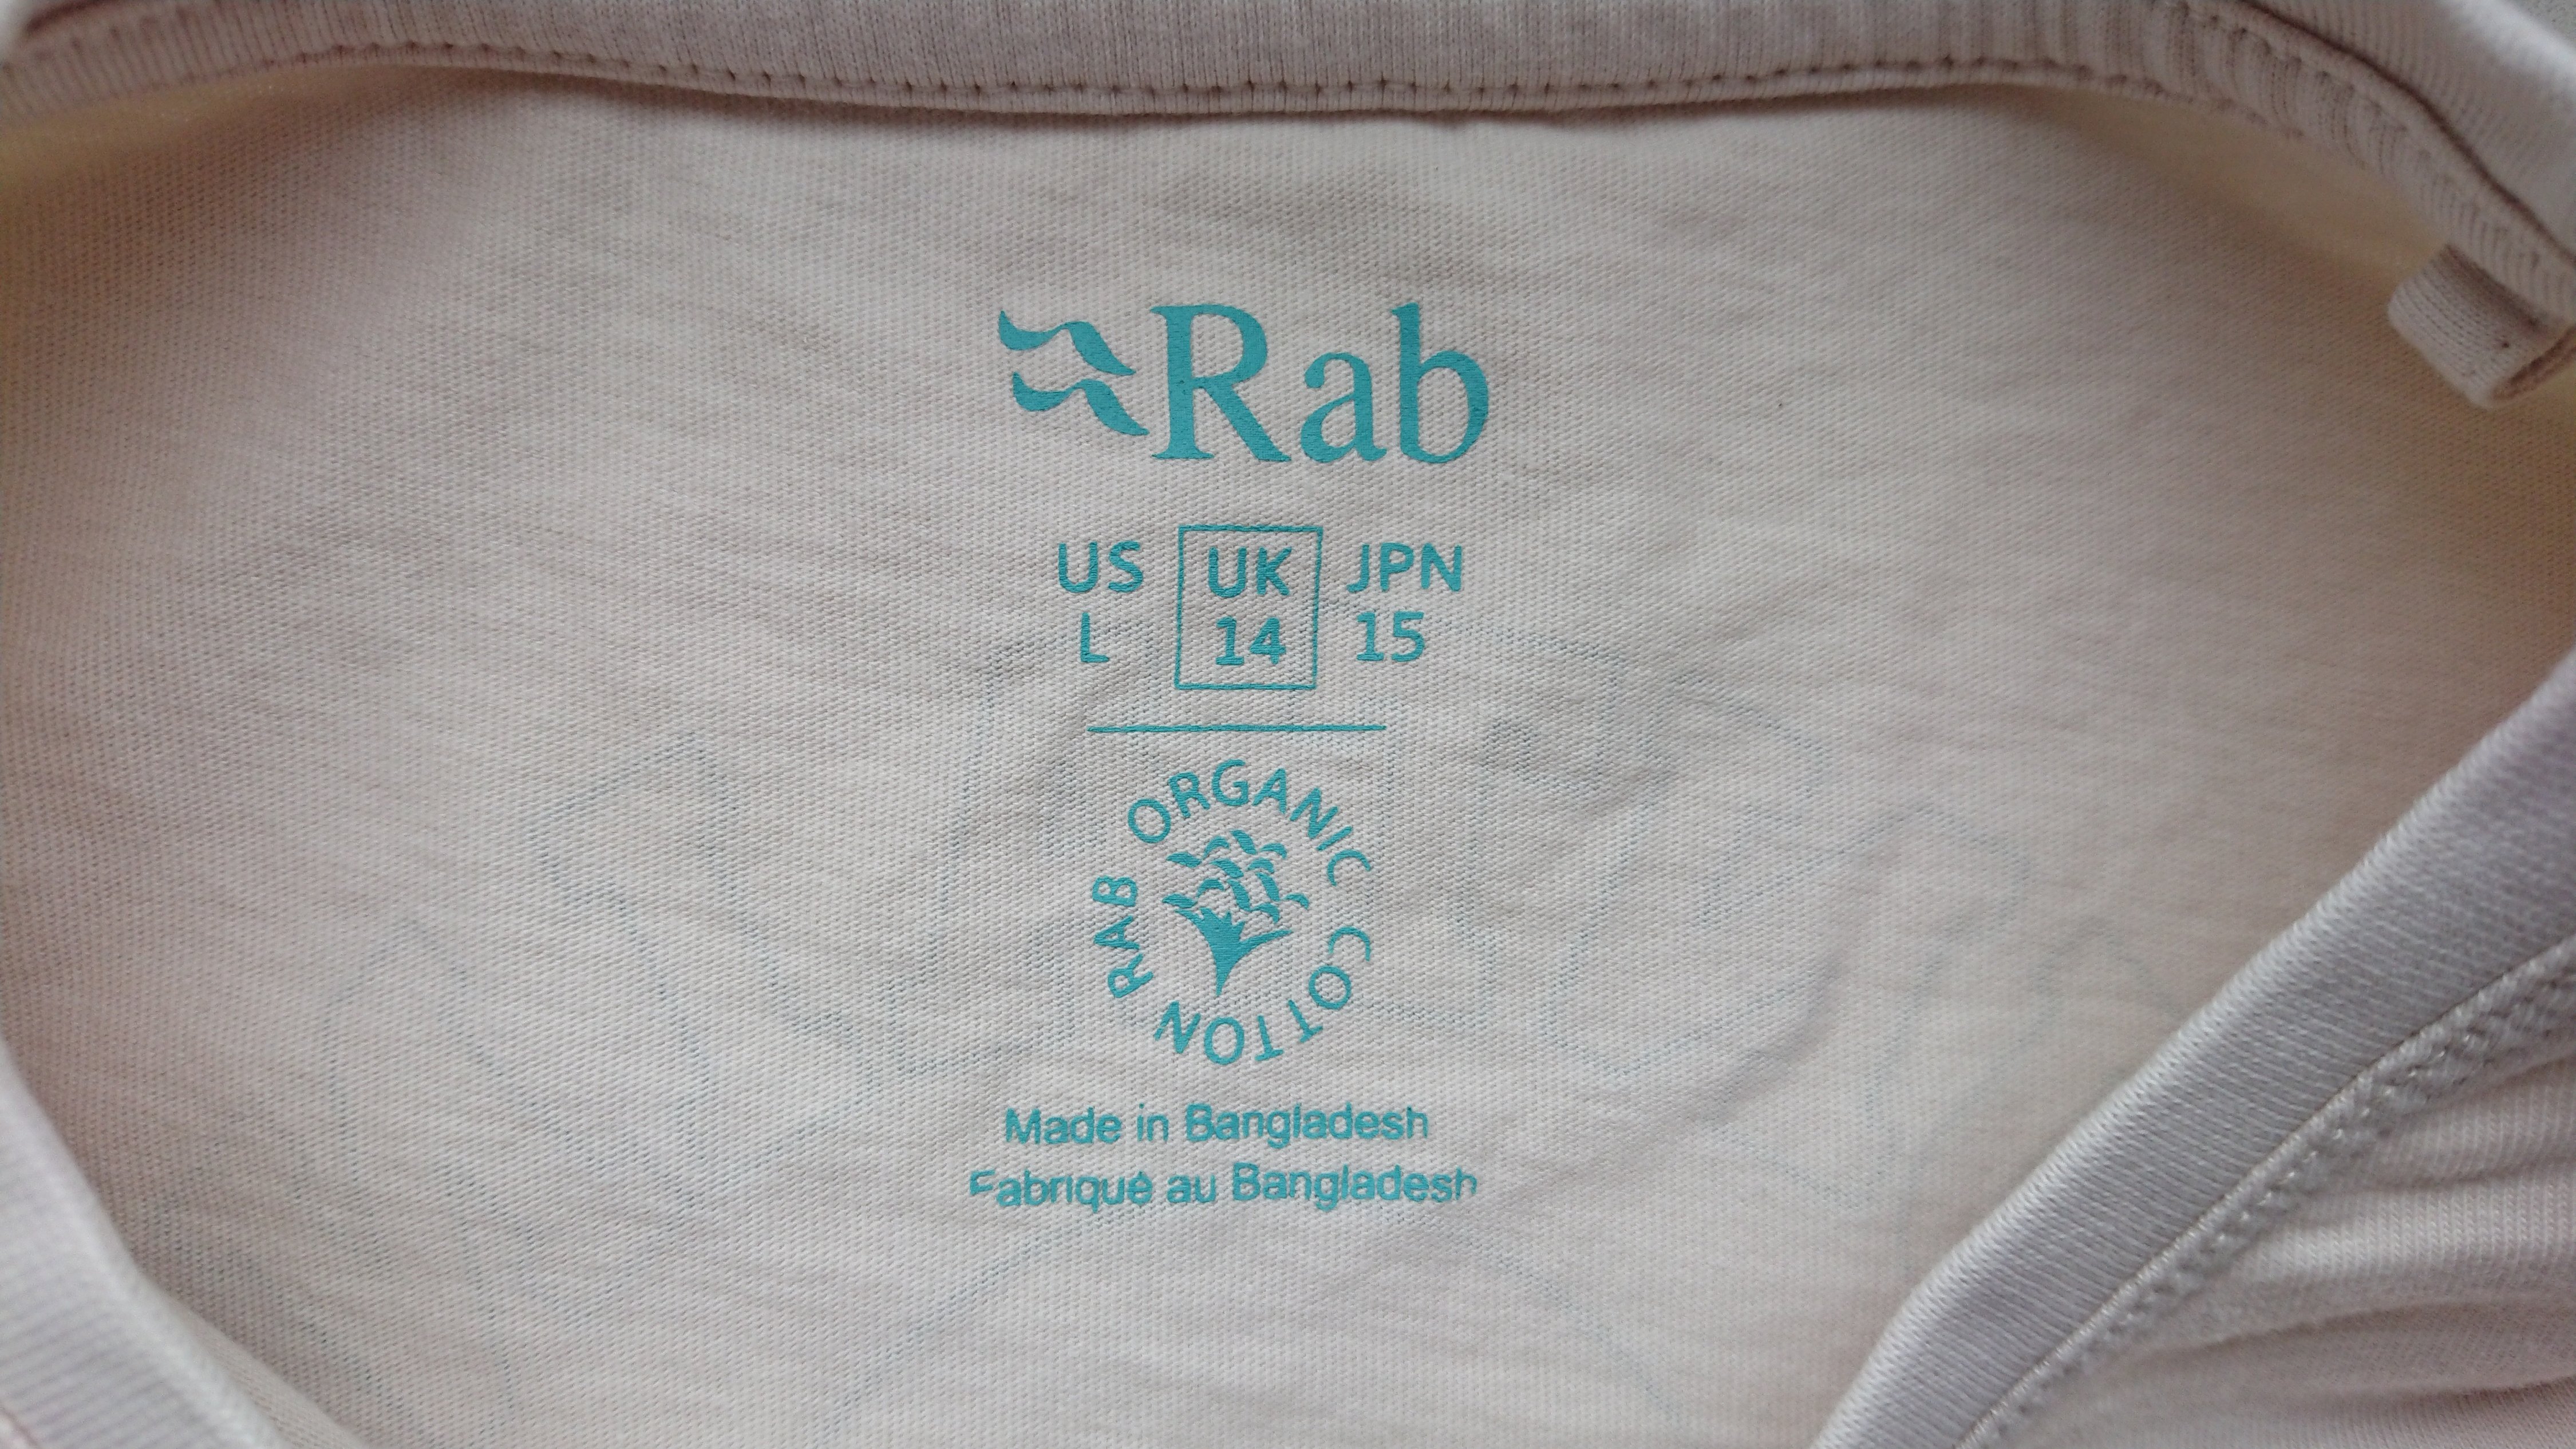 Rab
US UK JPN
L 14 15
RAB ORGANIC COTTON
Made in Bangladesh
Fabriqué au Bangladesh